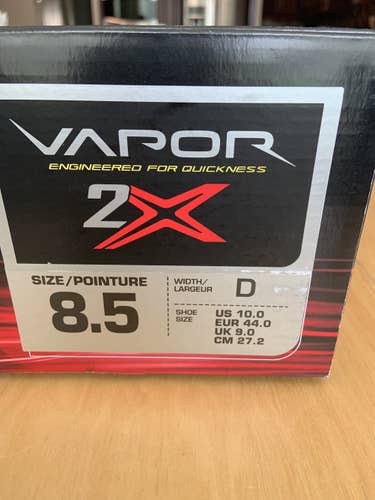 VAPOR
ENGINEERED FOR QUICKNESS
2X
SIZE/POINTURE
8.5
WIDTH/
LARGEUR
D
SHOE
SIZE
US 10.0
EUR 44.0
UK 9.0
CM 27.2